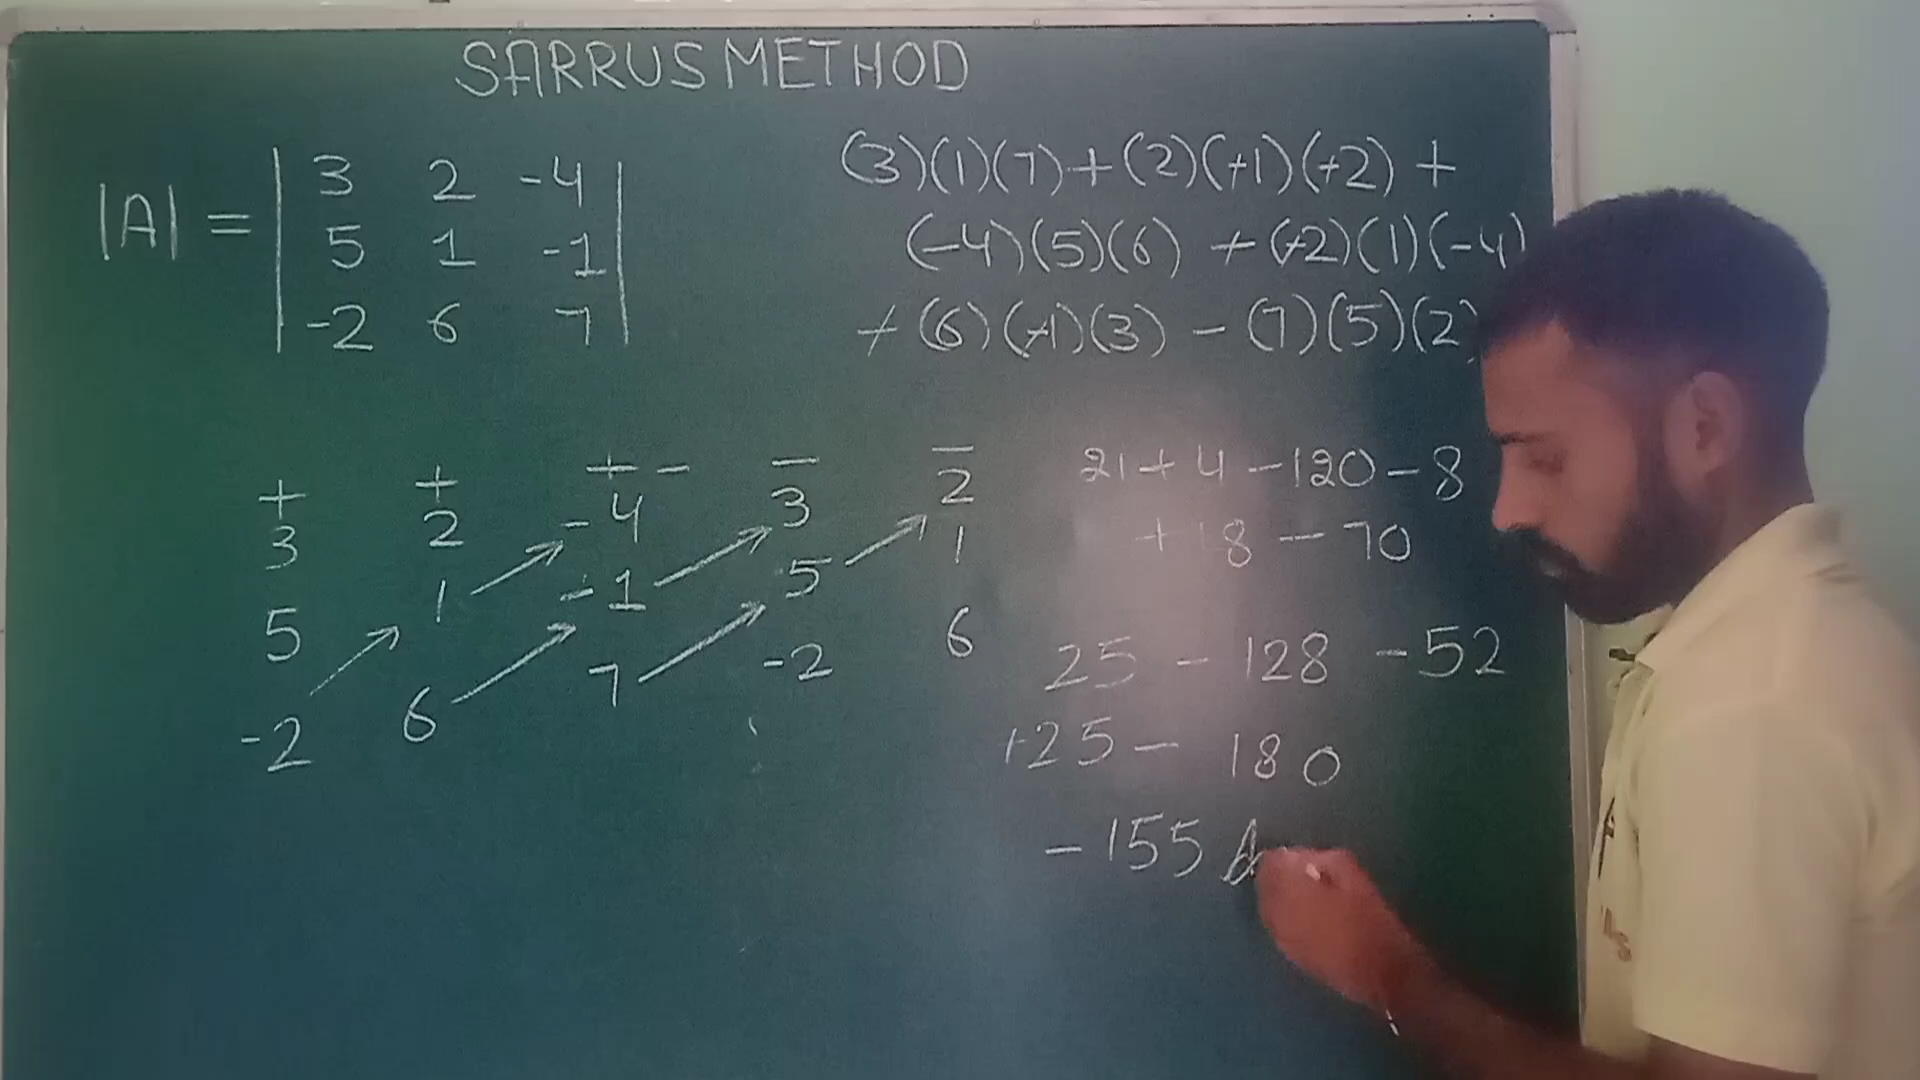 SARRUS METHOD
|A| = | 3 2 -4 |
| 5 1 -1 |
| -2 6 7 |
(3)(1)(7)+(2)(+1)(+2) +
(-4)(5)(6) + (+2)(1)(-4)
+ (6)(+1)(3) - (7)(5)(2)
+ + + - - -
3 2 -4 3 2
5 1 -1 5 1
-2 6 7 -2 6
21 + 4 - 120 - 8
+ 18 - 70
25 - 128 - 52
+25 - 180
- 155